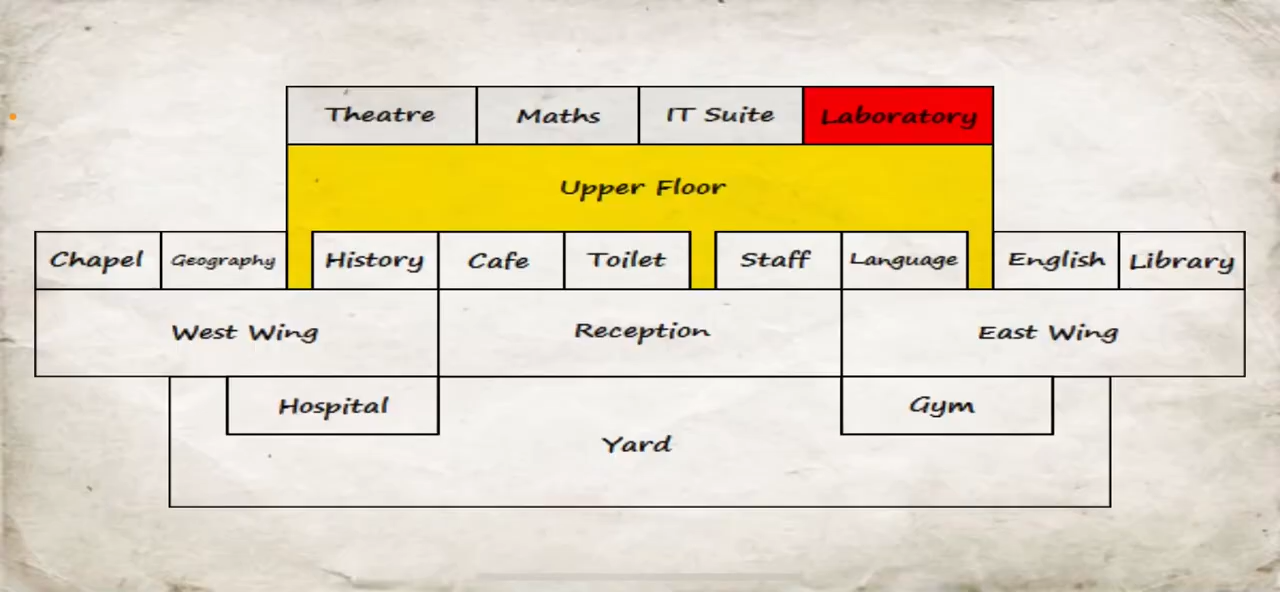 Theatre
Maths
IT Suite
Laboratory
Upper Floor
Chapel
Geography
History
Cafe
Toilet
Staff
Language
English
Library
West Wing
Reception
East Wing
Hospital
Gym
Yard